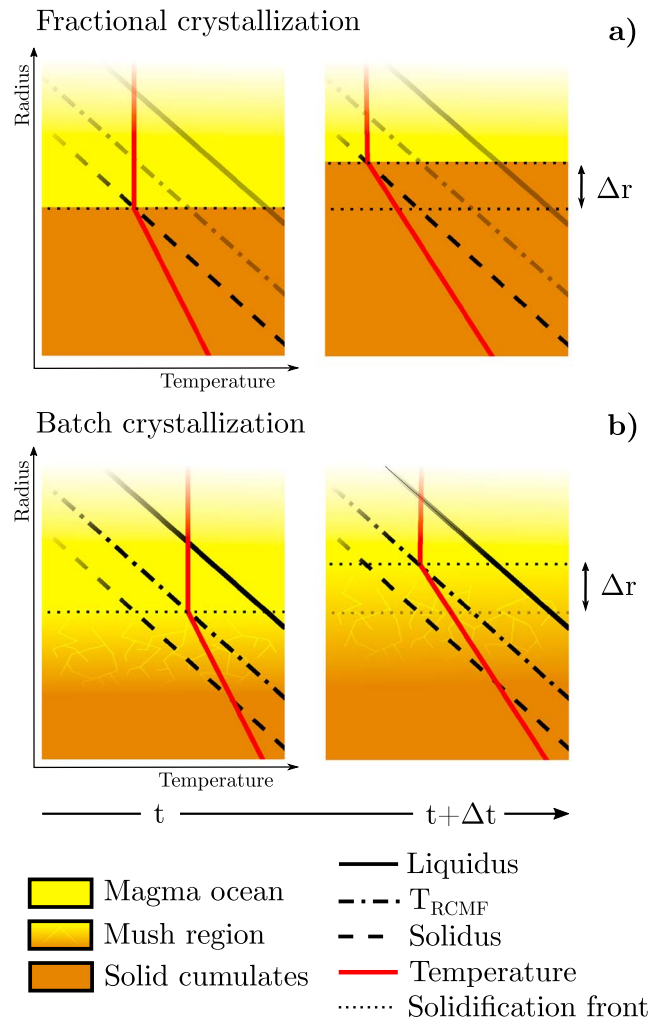 Fractional crystallization
a)
Radius
Δr
Temperature
Batch crystallization
b)
Radius
Δr
Temperature
t
t+Δt
Magma ocean
Mush region
Solid cumulates
Liquidus
T_RCMF
Solidus
Temperature
Solidification front